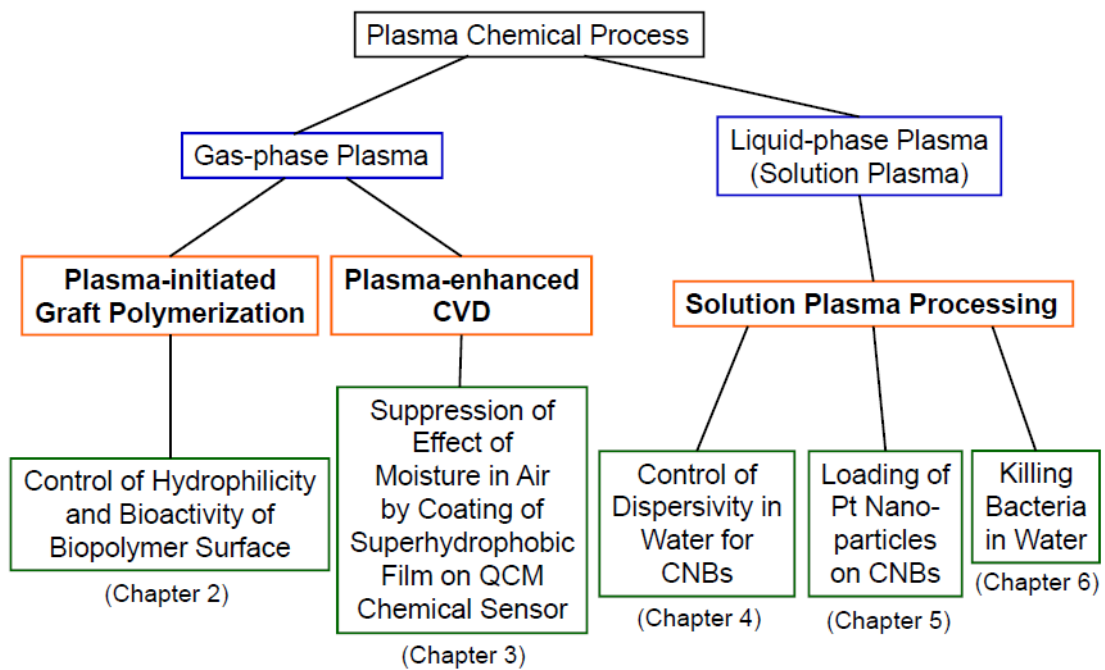 Plasma Chemical Process
Gas-phase Plasma
Liquid-phase Plasma
(Solution Plasma)
Plasma-initiated
Graft Polymerization
Plasma-enhanced
CVD
Solution Plasma Processing
Control of Hydrophilicity
and Bioactivity of
Biopolymer Surface
(Chapter 2)
Suppression of
Effect of
Moisture in Air
by Coating of
Superhydrophobic
Film on QCM
Chemical Sensor
(Chapter 3)
Control of
Dispersivity in
Water for
CNBs
(Chapter 4)
Loading of
Pt Nano-
particles
on CNBs
(Chapter 5)
Killing
Bacteria
in Water
(Chapter 6)